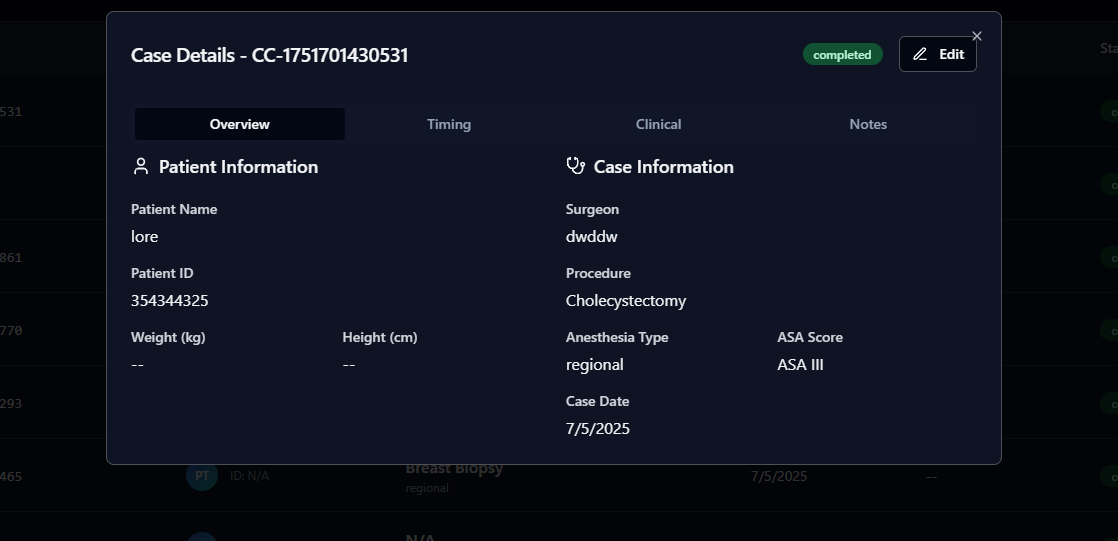 Case Details - CC-1751701430531
completed
Edit
Overview Timing Clinical Notes
Patient Information
Patient Name
lore
Patient ID
354344325
Weight (kg) Height (cm)
-- --
Case Information
Surgeon
dwddw
Procedure
Cholecystectomy
Anesthesia Type ASA Score
regional ASA III
Case Date
7/5/2025
Sta
531
861
770
293
465 PT ID: N/A Breast Biopsy 7/5/2025 --
regional
N/A